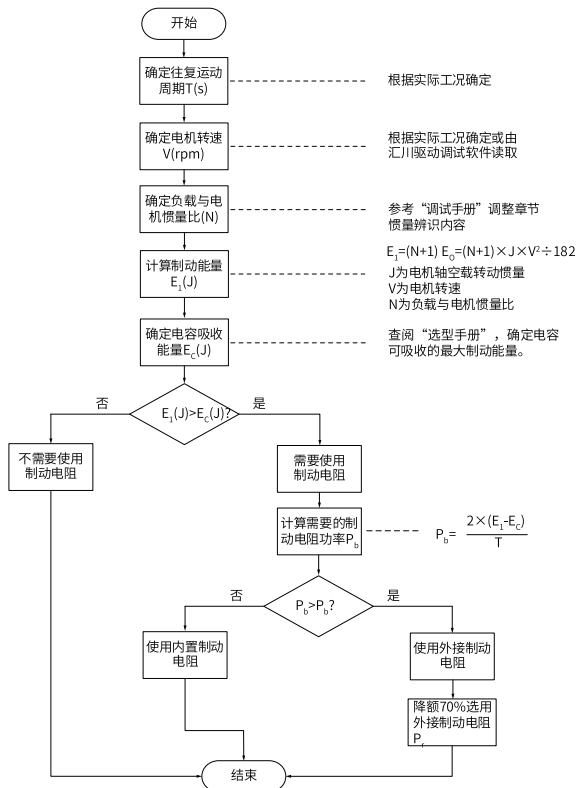 开始
确定往复运动
周期T(s)
根据实际工况确定
确定电机转速
V(rpm)
根据实际工况确定或由
汇川驱动调试软件读取
确定负载与电
机惯量比(N)
参考“调试手册”调整章节
惯量辨识内容
计算制动能量
E₁(J)
E₁=(N+1) E₀=(N+1)×J×V²÷182
J为电机轴空载转动惯量
V为电机转速
N为负载与电机惯量比
确定电容吸收
能量E_C(J)
查阅“选型手册”，确定电容
可吸收的最大制动能量。
E₁(J)>E_C(J)?
否
是
不需要使用
制动电阻
需要使用
制动电阻
计算需要的制
动电阻功率P_b
P_b= 2×(E₁-E_C)
T
P_b>P_b?
否
是
使用内置制动
电阻
使用外接制动
电阻
降额70%选用
外接制动电阻
P_r
结束